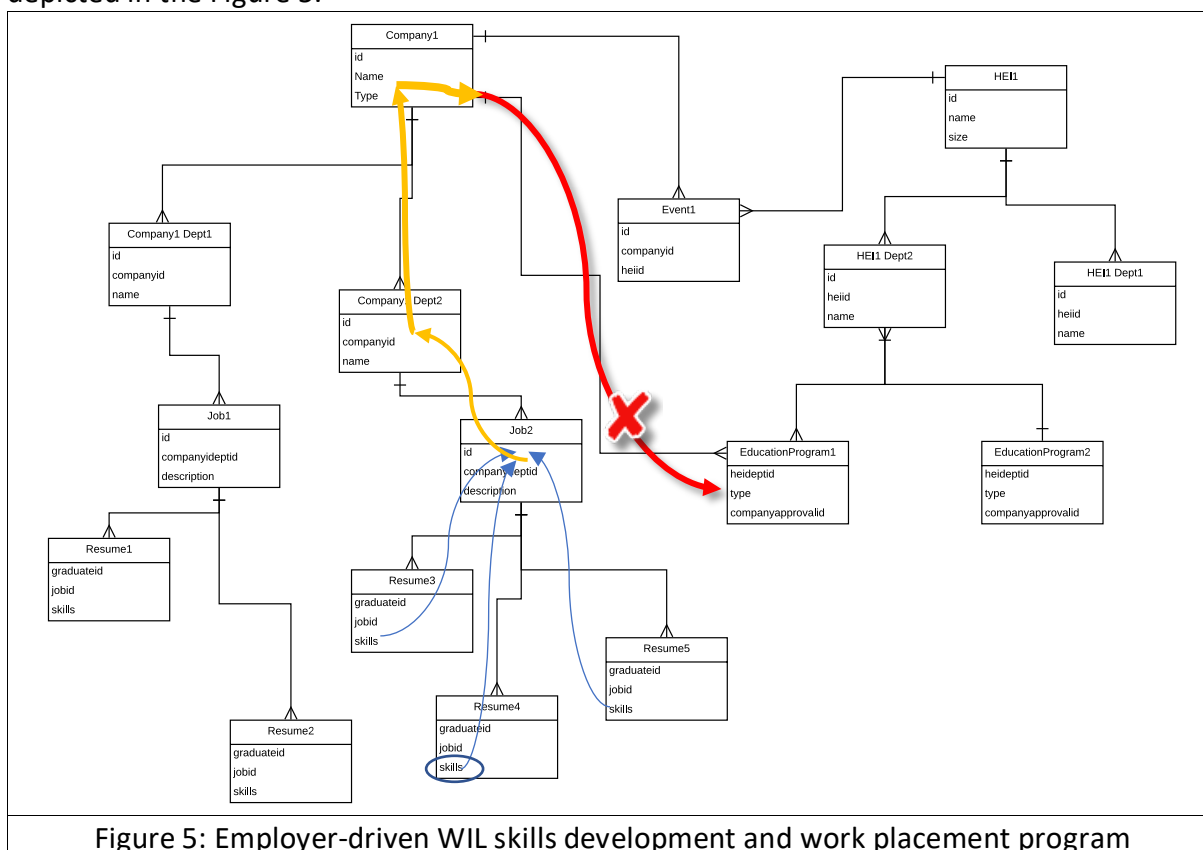 depicted in the Figure 5.
Company1
id
Name
Type
HEI1
id
name
size
Event1
id
companyid
heiid
Company1 Dept1
id
companyid
name
HEI1 Dept2
id
heiid
name
HEI1 Dept1
id
heiid
name
Company1 Dept2
id
companyid
name
Job1
id
companyideptid
description
Job2
id
companyideptid
description
EducationProgram1
heideptid
type
companyapprovalid
EducationProgram2
heideptid
type
companyapprovalid
Resume1
graduateid
jobid
skills
Resume3
graduateid
jobid
skills
Resume5
graduateid
jobid
skills
Resume4
graduateid
jobid
skills
Resume2
graduateid
jobid
skills
Figure 5: Employer-driven WIL skills development and work placement program